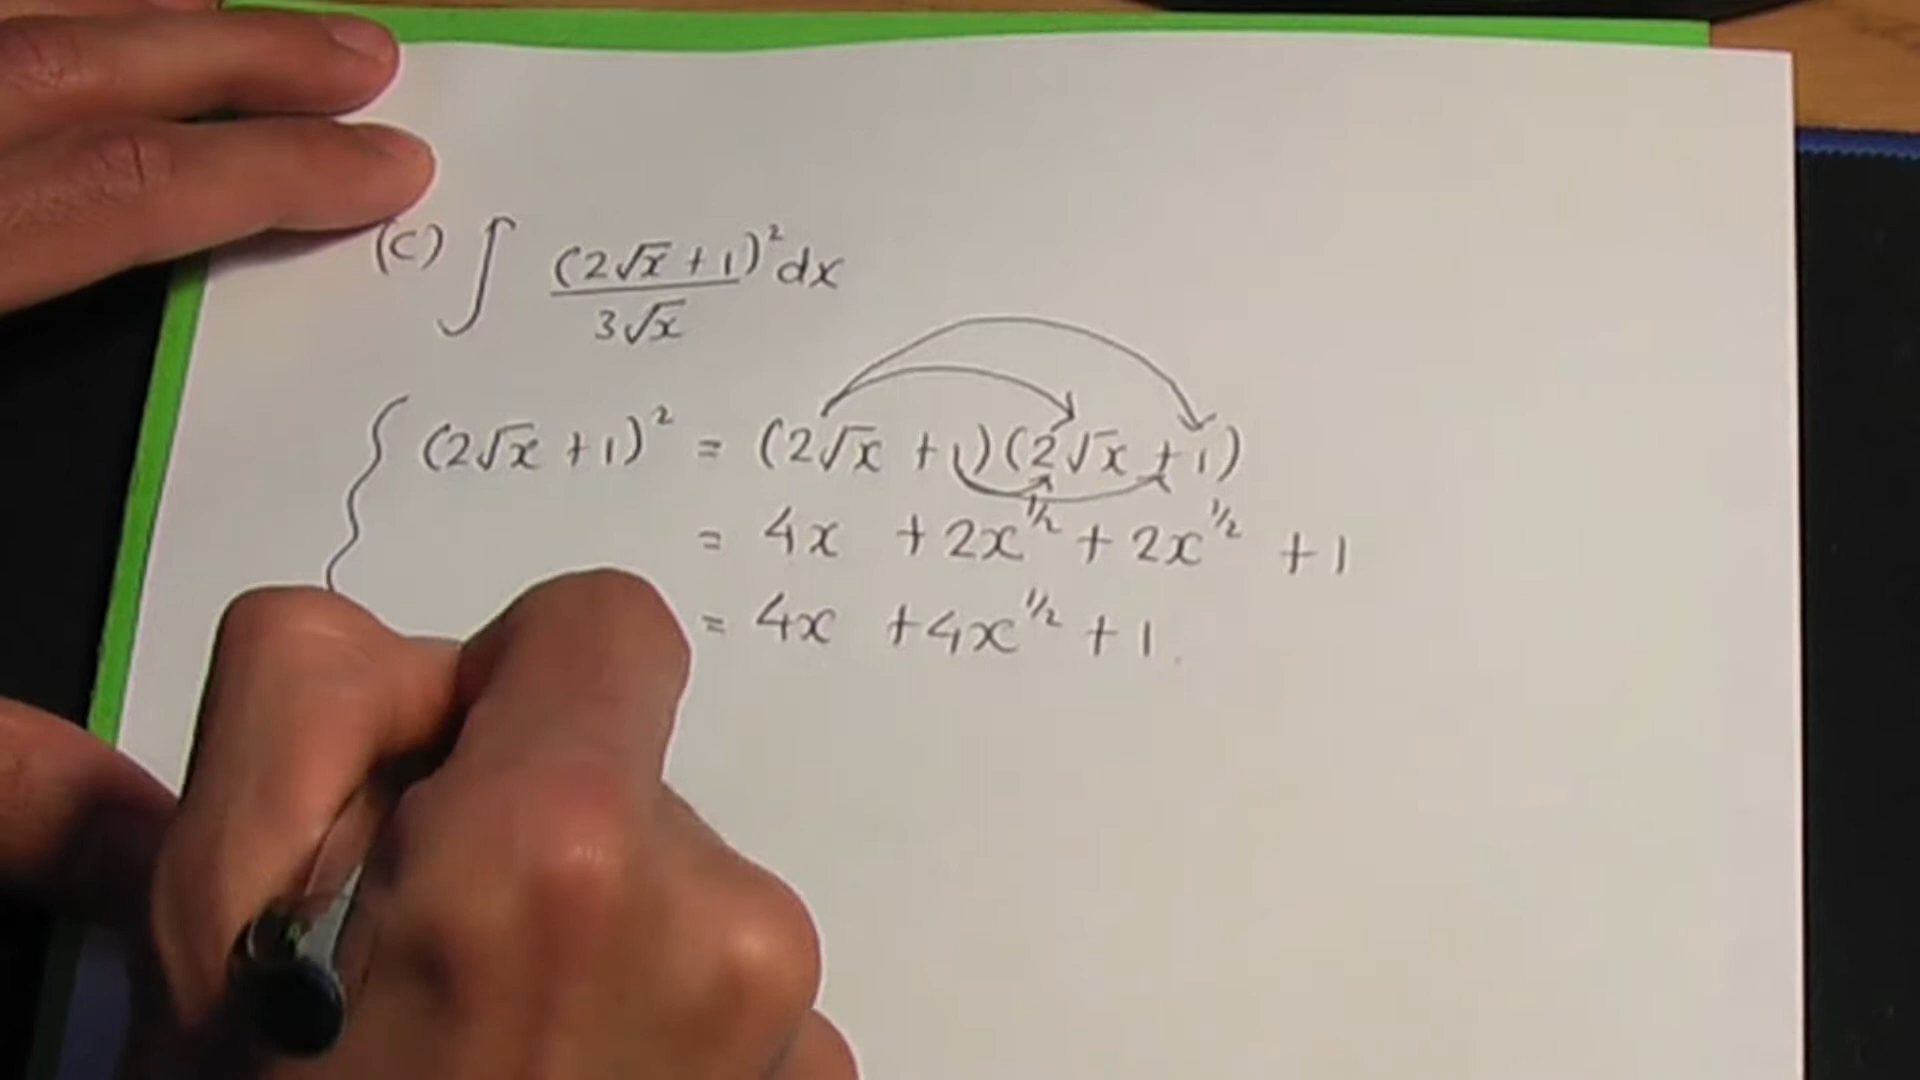 (c) ∫ (2√x + 1)² dx
3√x
(2√x + 1)² = (2√x + 1)(2√x + 1)
= 4x + 2x^1/2 + 2x^1/2 + 1
= 4x + 4x^1/2 + 1.